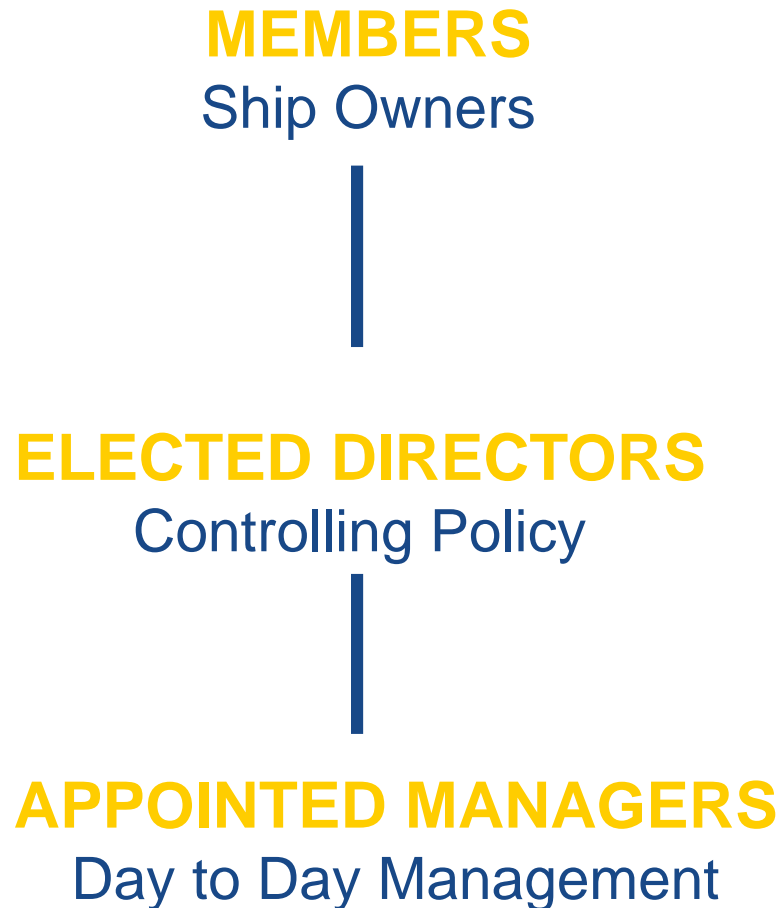 MEMBERS
Ship Owners
ELECTED DIRECTORS
Controlling Policy
APPOINTED MANAGERS
Day to Day Management